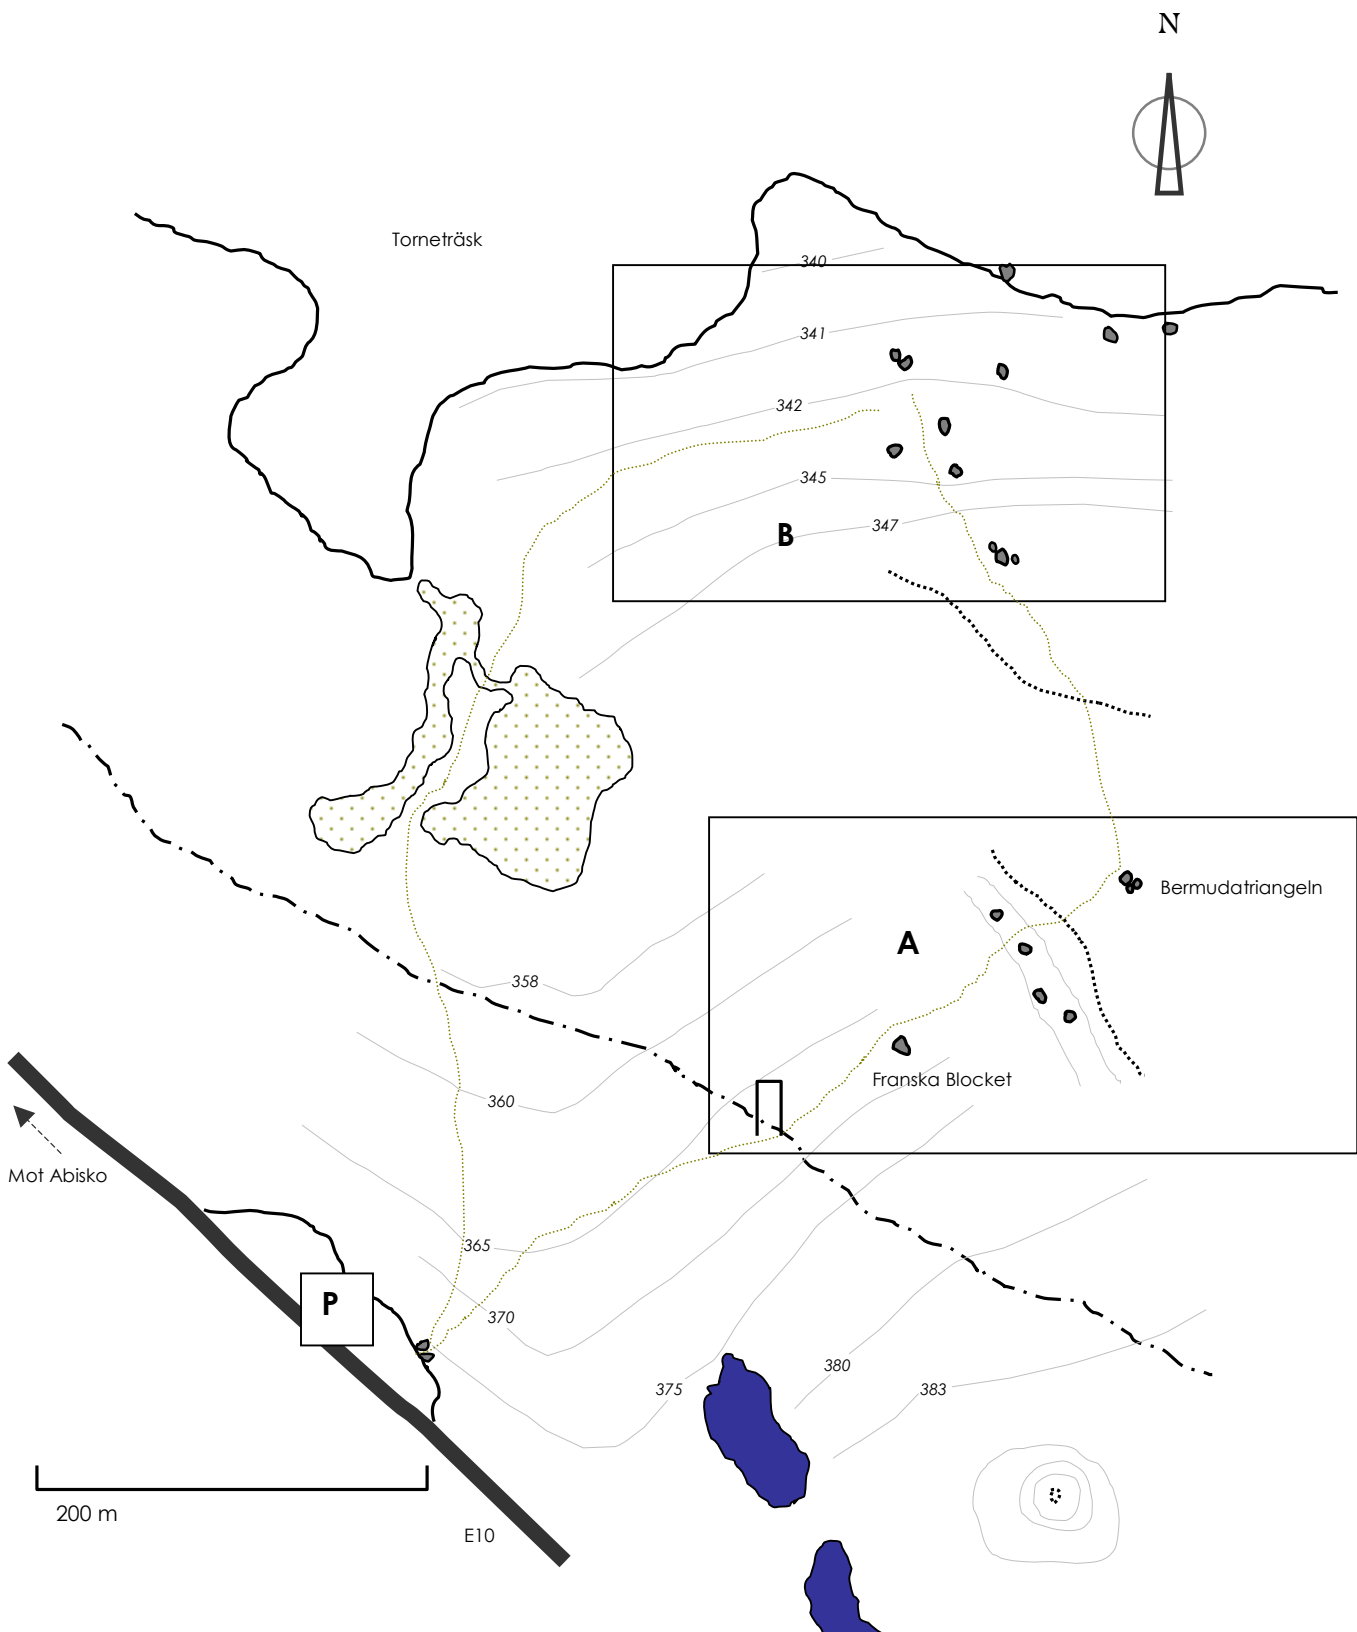 N
Torneträsk
340
341
342
345
347
B
Bermudatriangeln
A
358
Franska Blocket
360
Mot Abisko
365
P
370
380
375
383
200 m
E10